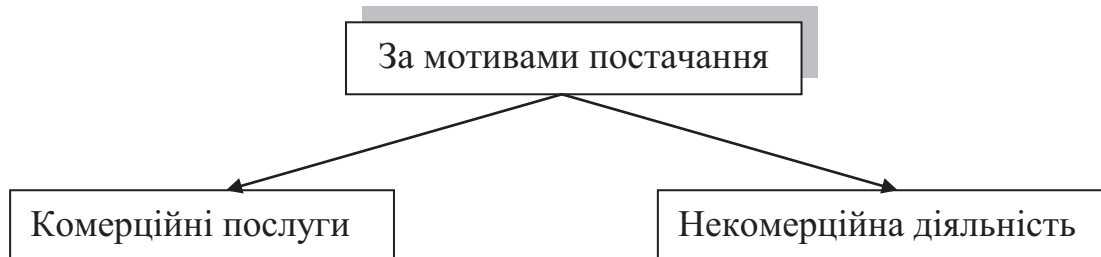 За мотивами постачання
Комерційні послуги
Некомерційна діяльність